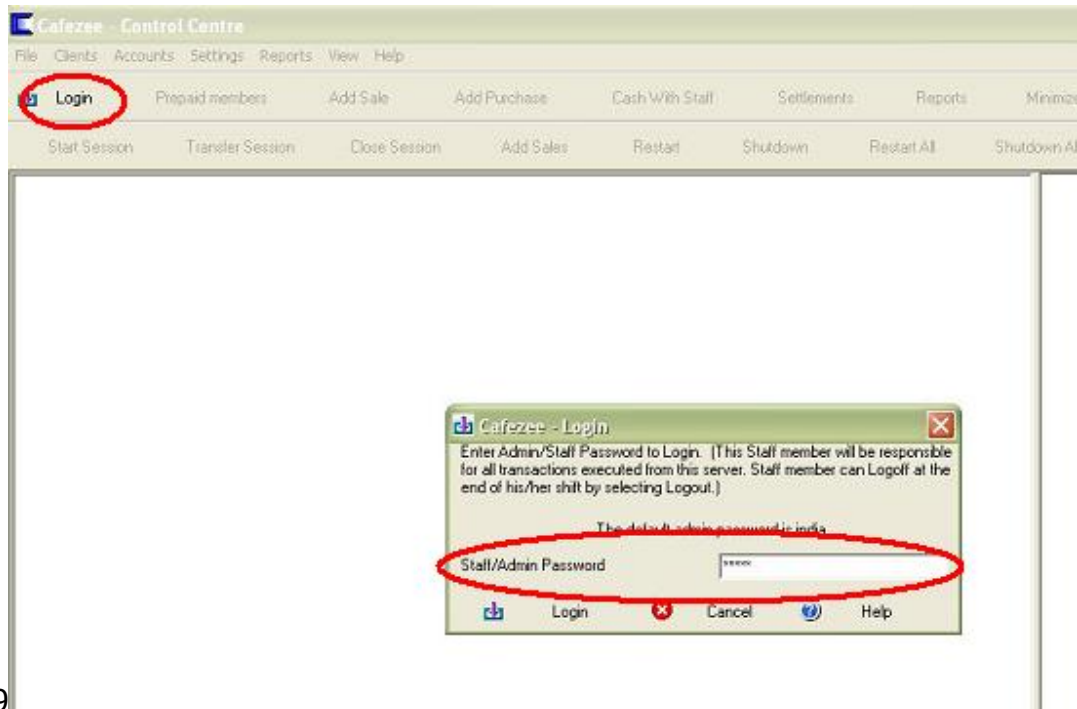 Cafezee - Control Centre
File Clients Accounts Settings Reports View Help
Login Prepaid members Add Sale Add Purchase Cash With Staff Settlements Reports Minimize
Start Session Transfer Session Close Session Add Sales Restart Shutdown Restart All Shutdown Al
Cafezee - Login
Enter Admin/Staff Password to Login. (This Staff member will be responsible
for all transactions executed from this server. Staff member can Logoff at the
end of his/her shift by selecting Logout.)
The default admin password is india
Staff/Admin Password *****
Login Cancel Help
9